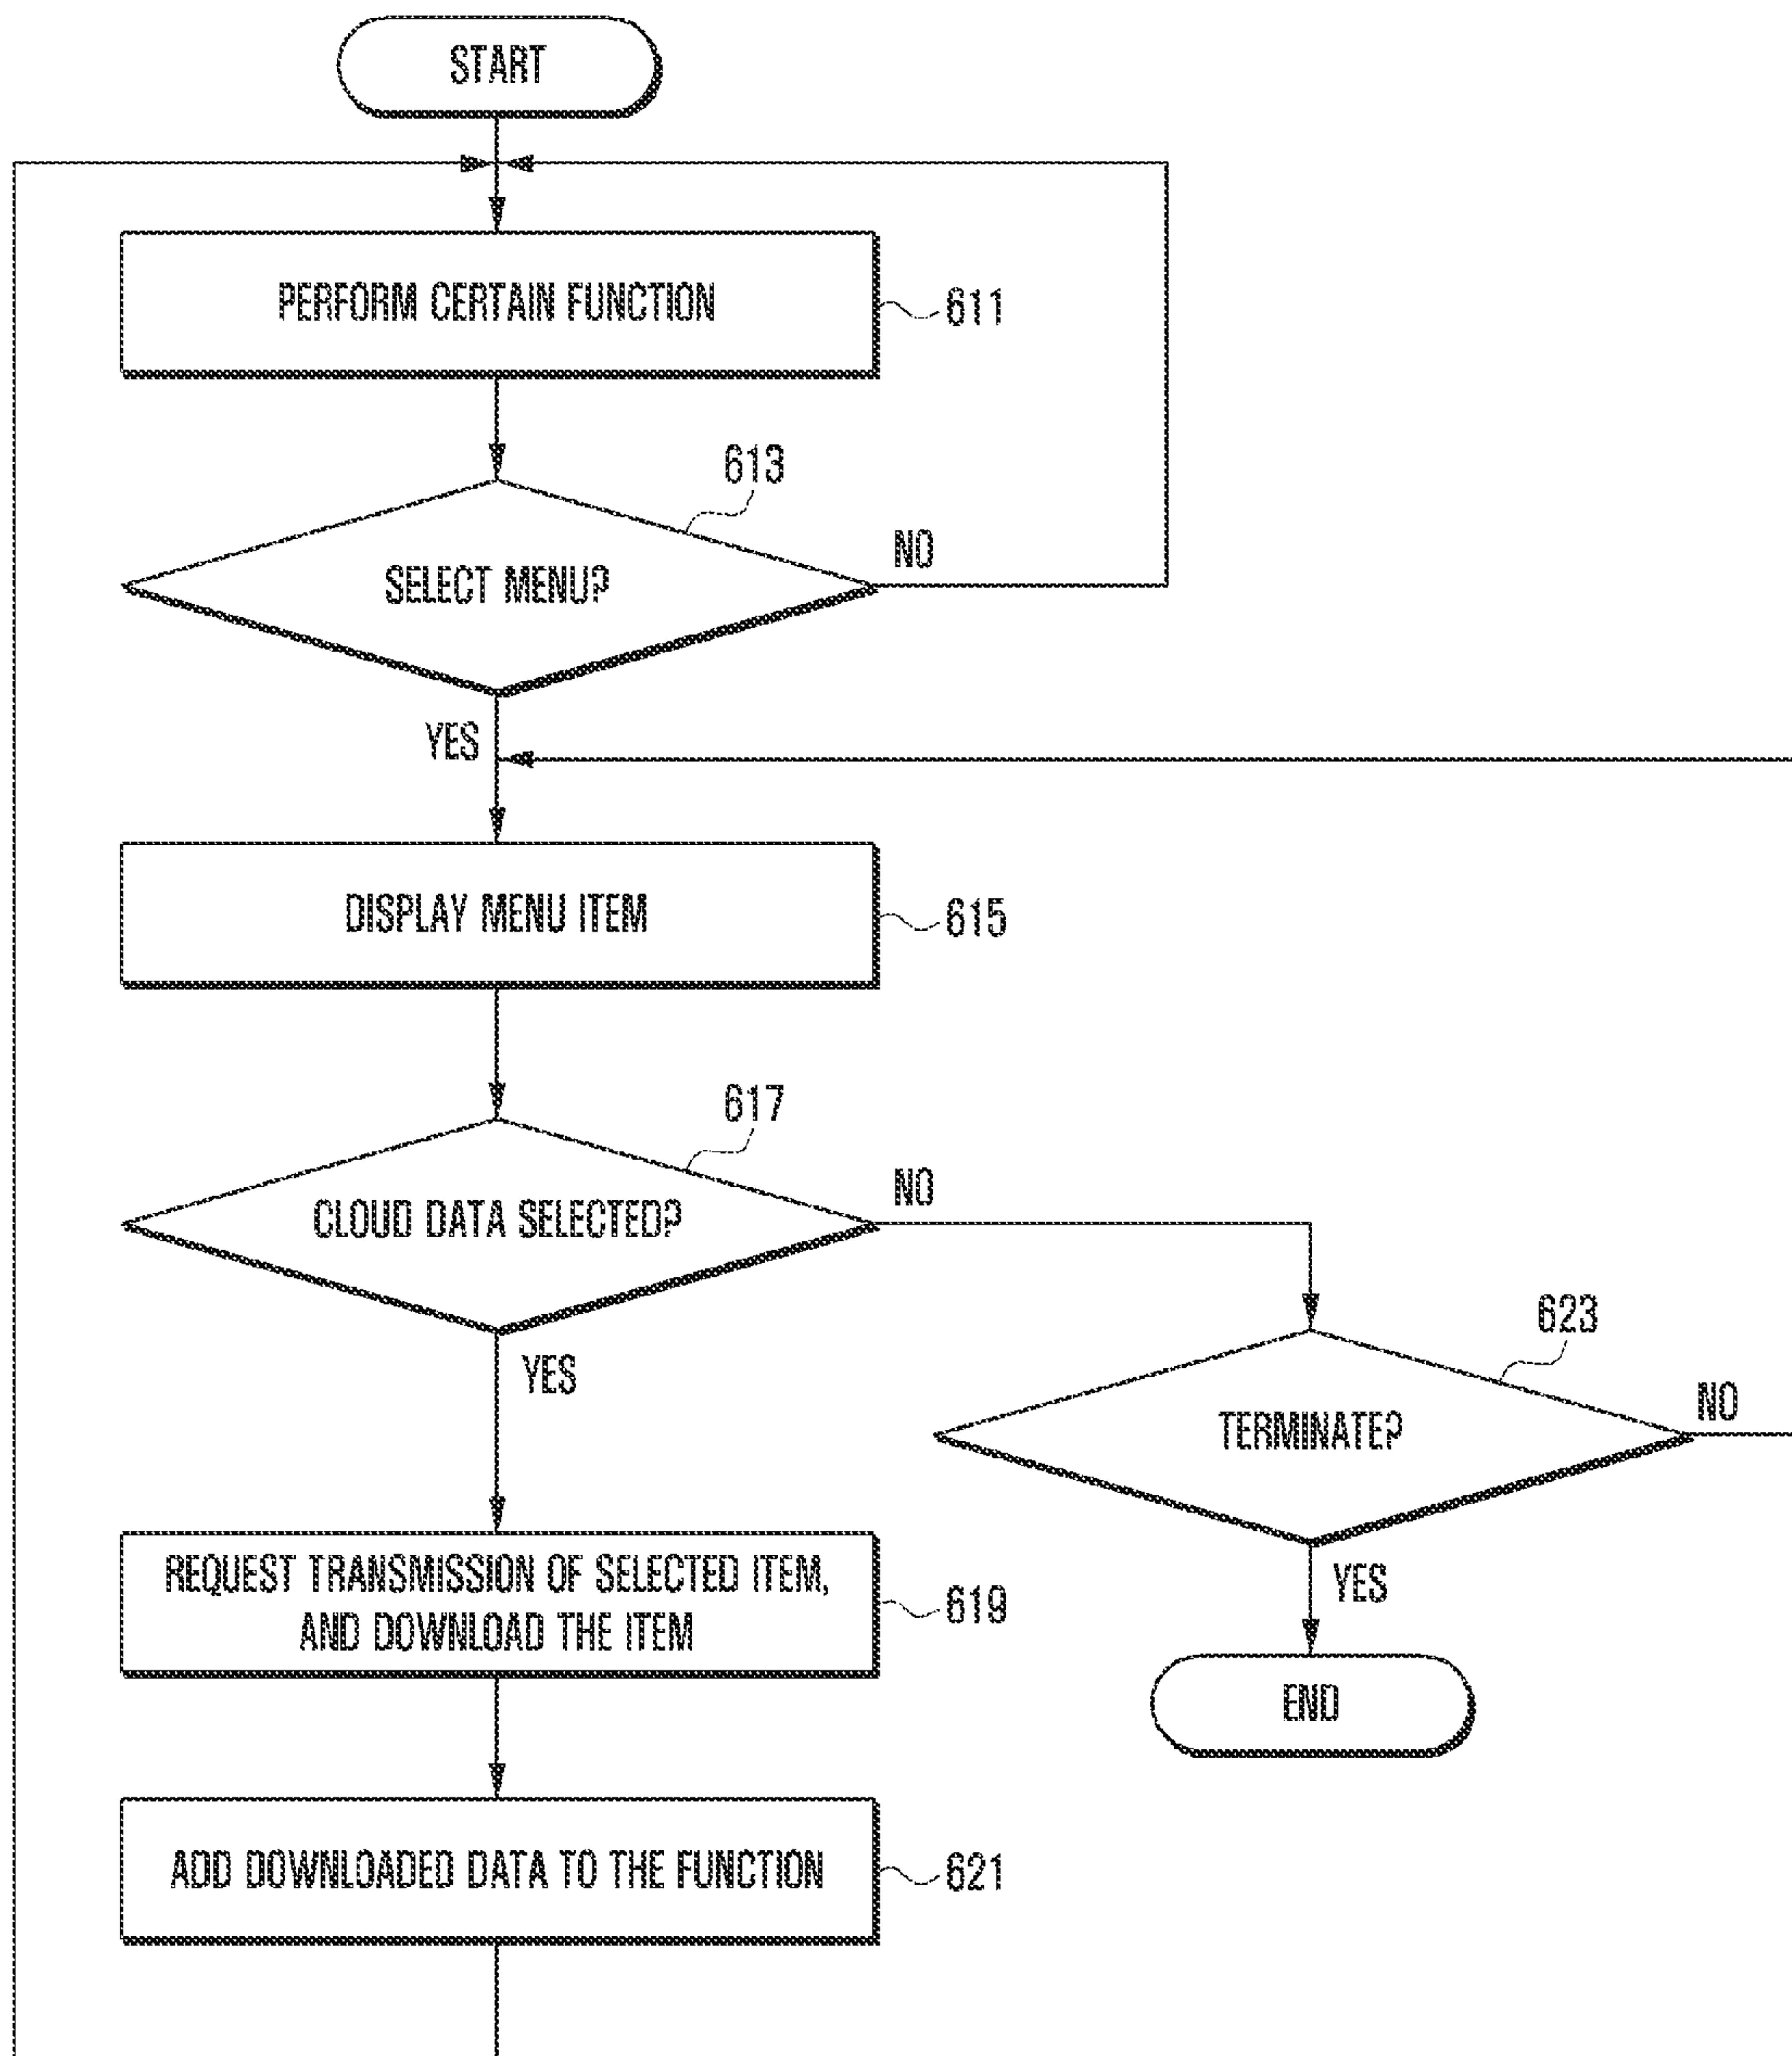 START
PERFORM CERTAIN FUNCTION
611
613
SELECT MENU?
NO
YES
DISPLAY MENU ITEM
615
617
CLOUD DATA SELECTED?
NO
YES
623
TERMINATE?
NO
YES
REQUEST TRANSMISSION OF SELECTED ITEM,
AND DOWNLOAD THE ITEM
619
END
ADD DOWNLOADED DATA TO THE FUNCTION
621